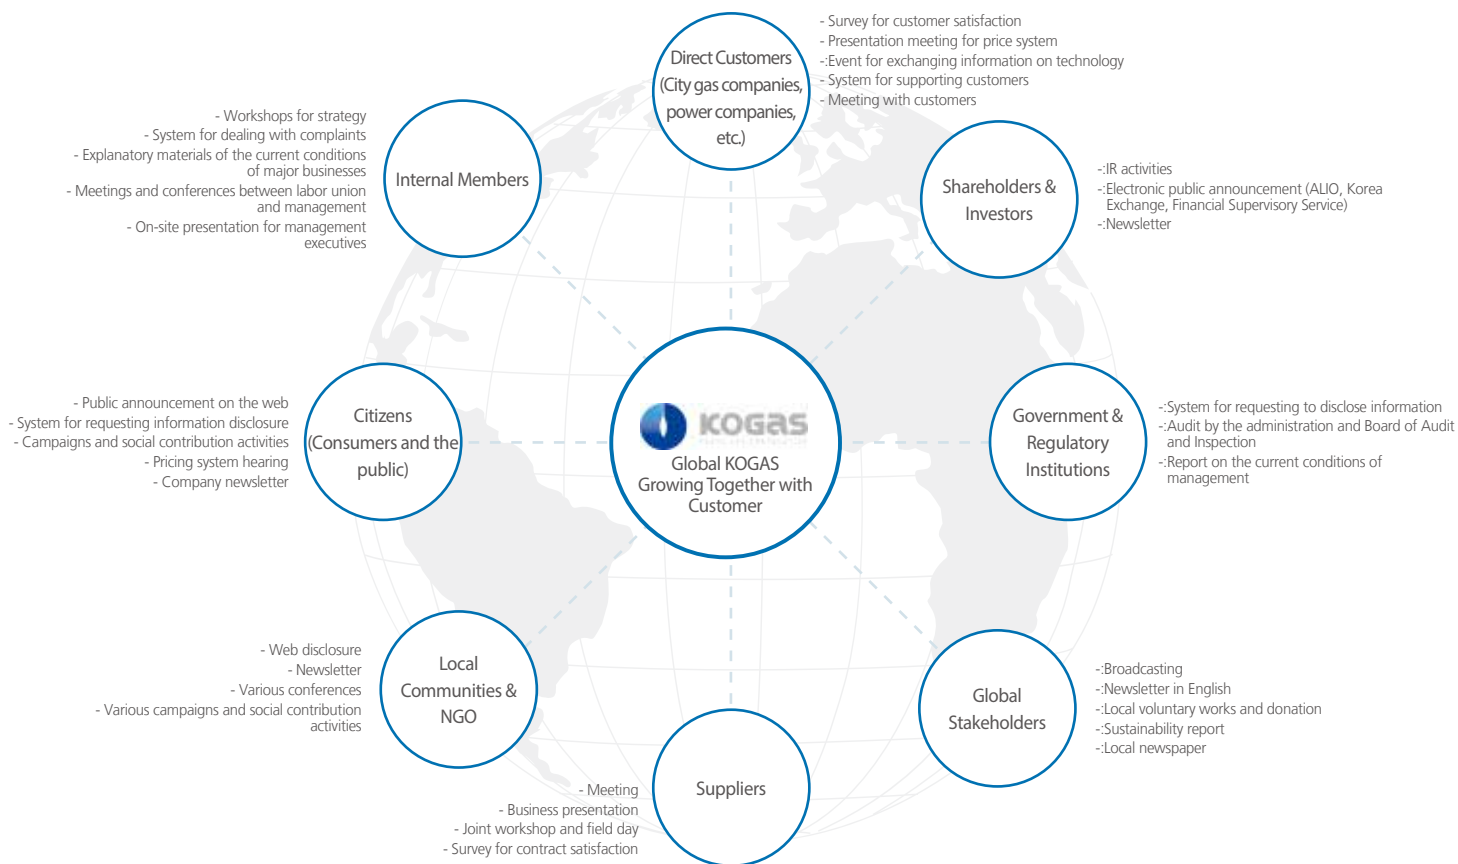 - Survey for customer satisfaction
- Presentation meeting for price system
-:Event for exchanging information on technology
- System for supporting customers
- Meeting with customers
Direct Customers
(City gas companies,
power companies,
etc.)
- Workshops for strategy
- System for dealing with complaints
- Explanatory materials of the current conditions
of major businesses
- Meetings and conferences between labor union
and management
- On-site presentation for management
executives
Internal Members
Shareholders &
Investors
-:IR activities
-:Electronic public announcement (ALIO, Korea
Exchange, Financial Supervisory Service)
-:Newsletter
- Public announcement on the web
- System for requesting information disclosure
- Campaigns and social contribution activities
- Pricing system hearing
- Company newsletter
Citizens
(Consumers and the
public)
KOGAS
Global KOGAS
Growing Together with
Customer
Government &
Regulatory
Institutions
-:System for requesting to disclose information
-:Audit by the administration and Board of Audit
and Inspection
-:Report on the current conditions of
management
- Web disclosure
- Newsletter
- Various conferences
- Various campaigns and social contribution
activities
Local
Communities &
NGO
Global
Stakeholders
-:Broadcasting
-:Newsletter in English
-:Local voluntary works and donation
-:Sustainability report
-:Local newspaper
- Meeting
- Business presentation
- Joint workshop and field day
- Survey for contract satisfaction
Suppliers